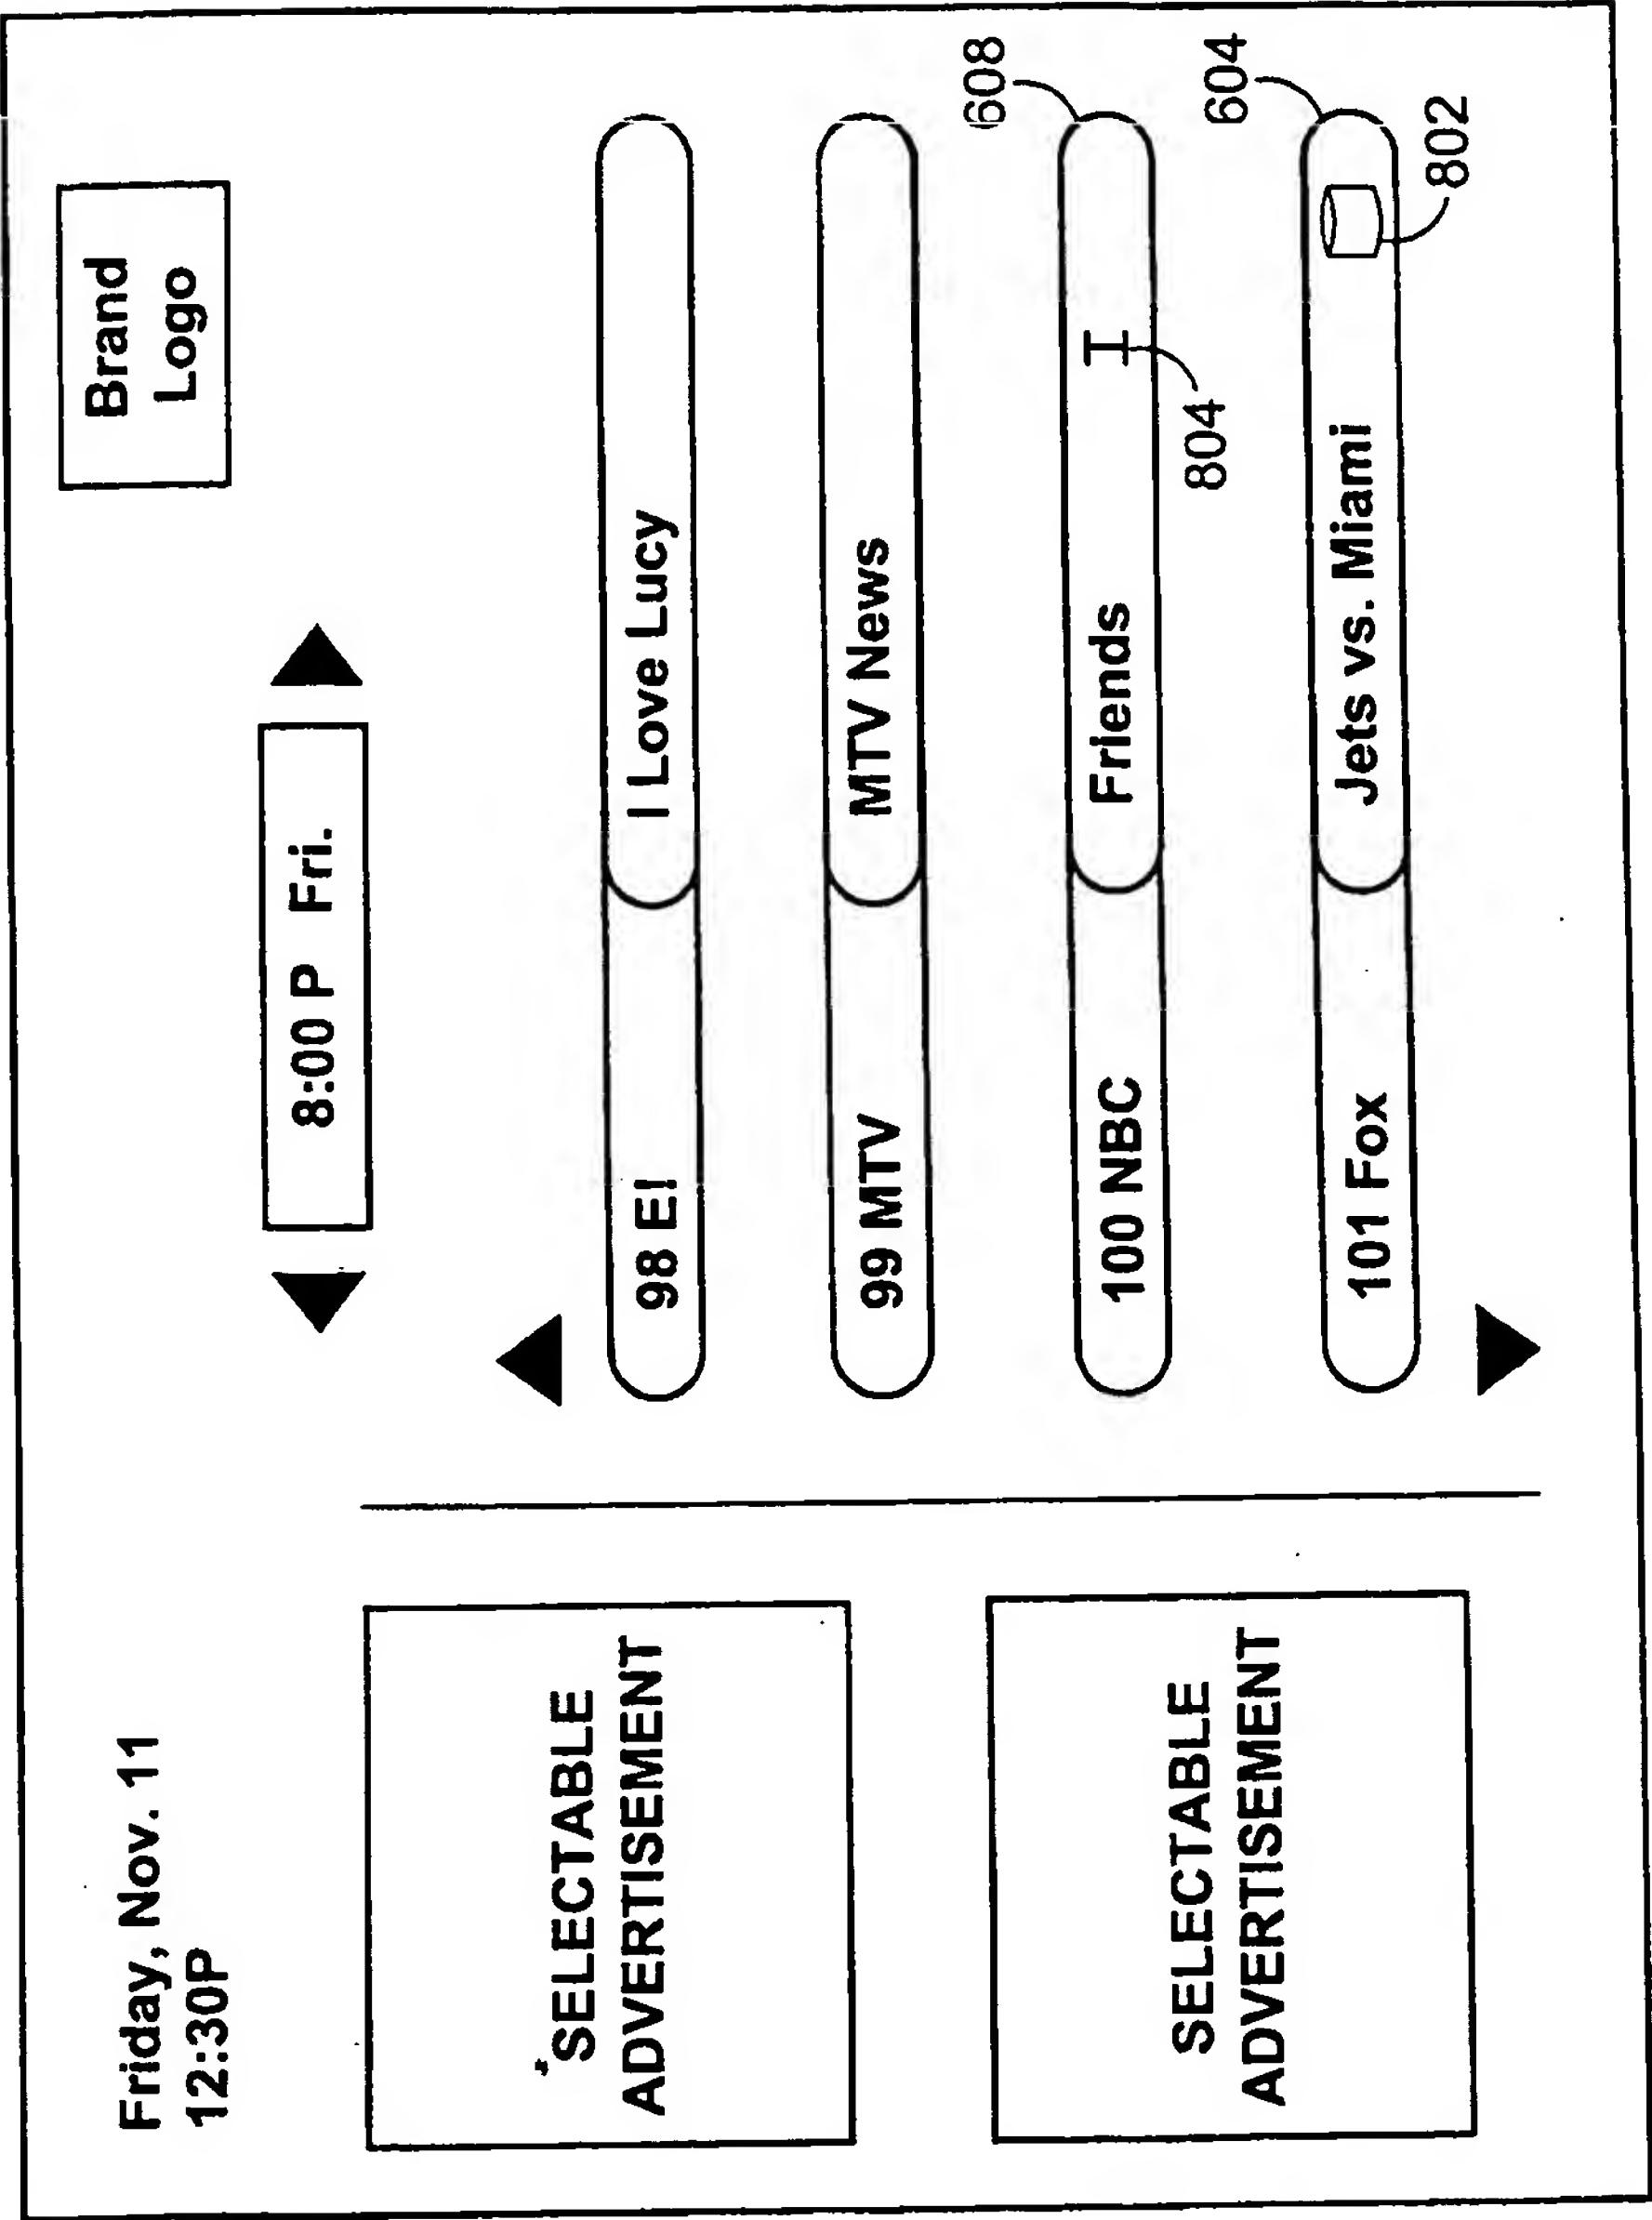 Friday, Nov. 11
12:30P
Brand
Logo
8:00 P Fri.
SELECTABLE
ADVERTISEMENT
SELECTABLE
ADVERTISEMENT
98 E! I Love Lucy
99 MTV MTV News
608
100 NBC Friends I
804
604
101 Fox Jets vs. Miami
802